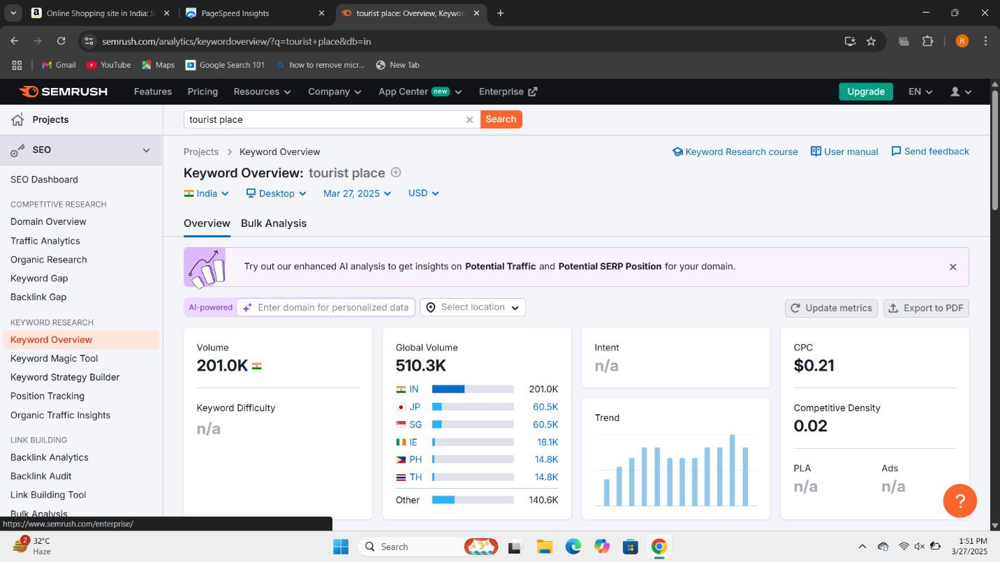 Online Shopping site in India: S
PageSpeed Insights
tourist place: Overview, Keywor
semrush.com/analytics/keywordoverview/?q=tourist+place&db=in
R
Gmail
YouTube
Maps
Google Search 101
how to remove micr...
New Tab
SEMRUSH
Features
Pricing
Resources
Company
App Center new
Enterprise
Upgrade
EN
Projects
tourist place
Search
SEO
Projects > Keyword Overview
Keyword Research course
User manual
Send feedback
Keyword Overview: tourist place
SEO Dashboard
India
Desktop
Mar 27, 2025
USD
COMPETITIVE RESEARCH
Domain Overview
Traffic Analytics
Organic Research
Keyword Gap
Backlink Gap
Overview
Bulk Analysis
Try out our enhanced AI analysis to get insights on Potential Traffic and Potential SERP Position for your domain.
AI-powered
Enter domain for personalized data
Select location
Update metrics
Export to PDF
KEYWORD RESEARCH
Keyword Overview
Keyword Magic Tool
Keyword Strategy Builder
Position Tracking
Organic Traffic Insights
LINK BUILDING
Backlink Analytics
Backlink Audit
Link Building Tool
Bulk Analysis
Volume
201.0K
Keyword Difficulty
n/a
Global Volume
510.3K
IN 201.0K
JP 60.5K
SG 60.5K
IE 18.1K
PH 14.8K
TH 14.8K
Other 140.6K
Intent
n/a
Trend
CPC
$0.21
Competitive Density
0.02
PLA
n/a
Ads
n/a
?
https://www.semrush.com/enterprise/
2
32°C
Haze
Search
1:51 PM
3/27/2025